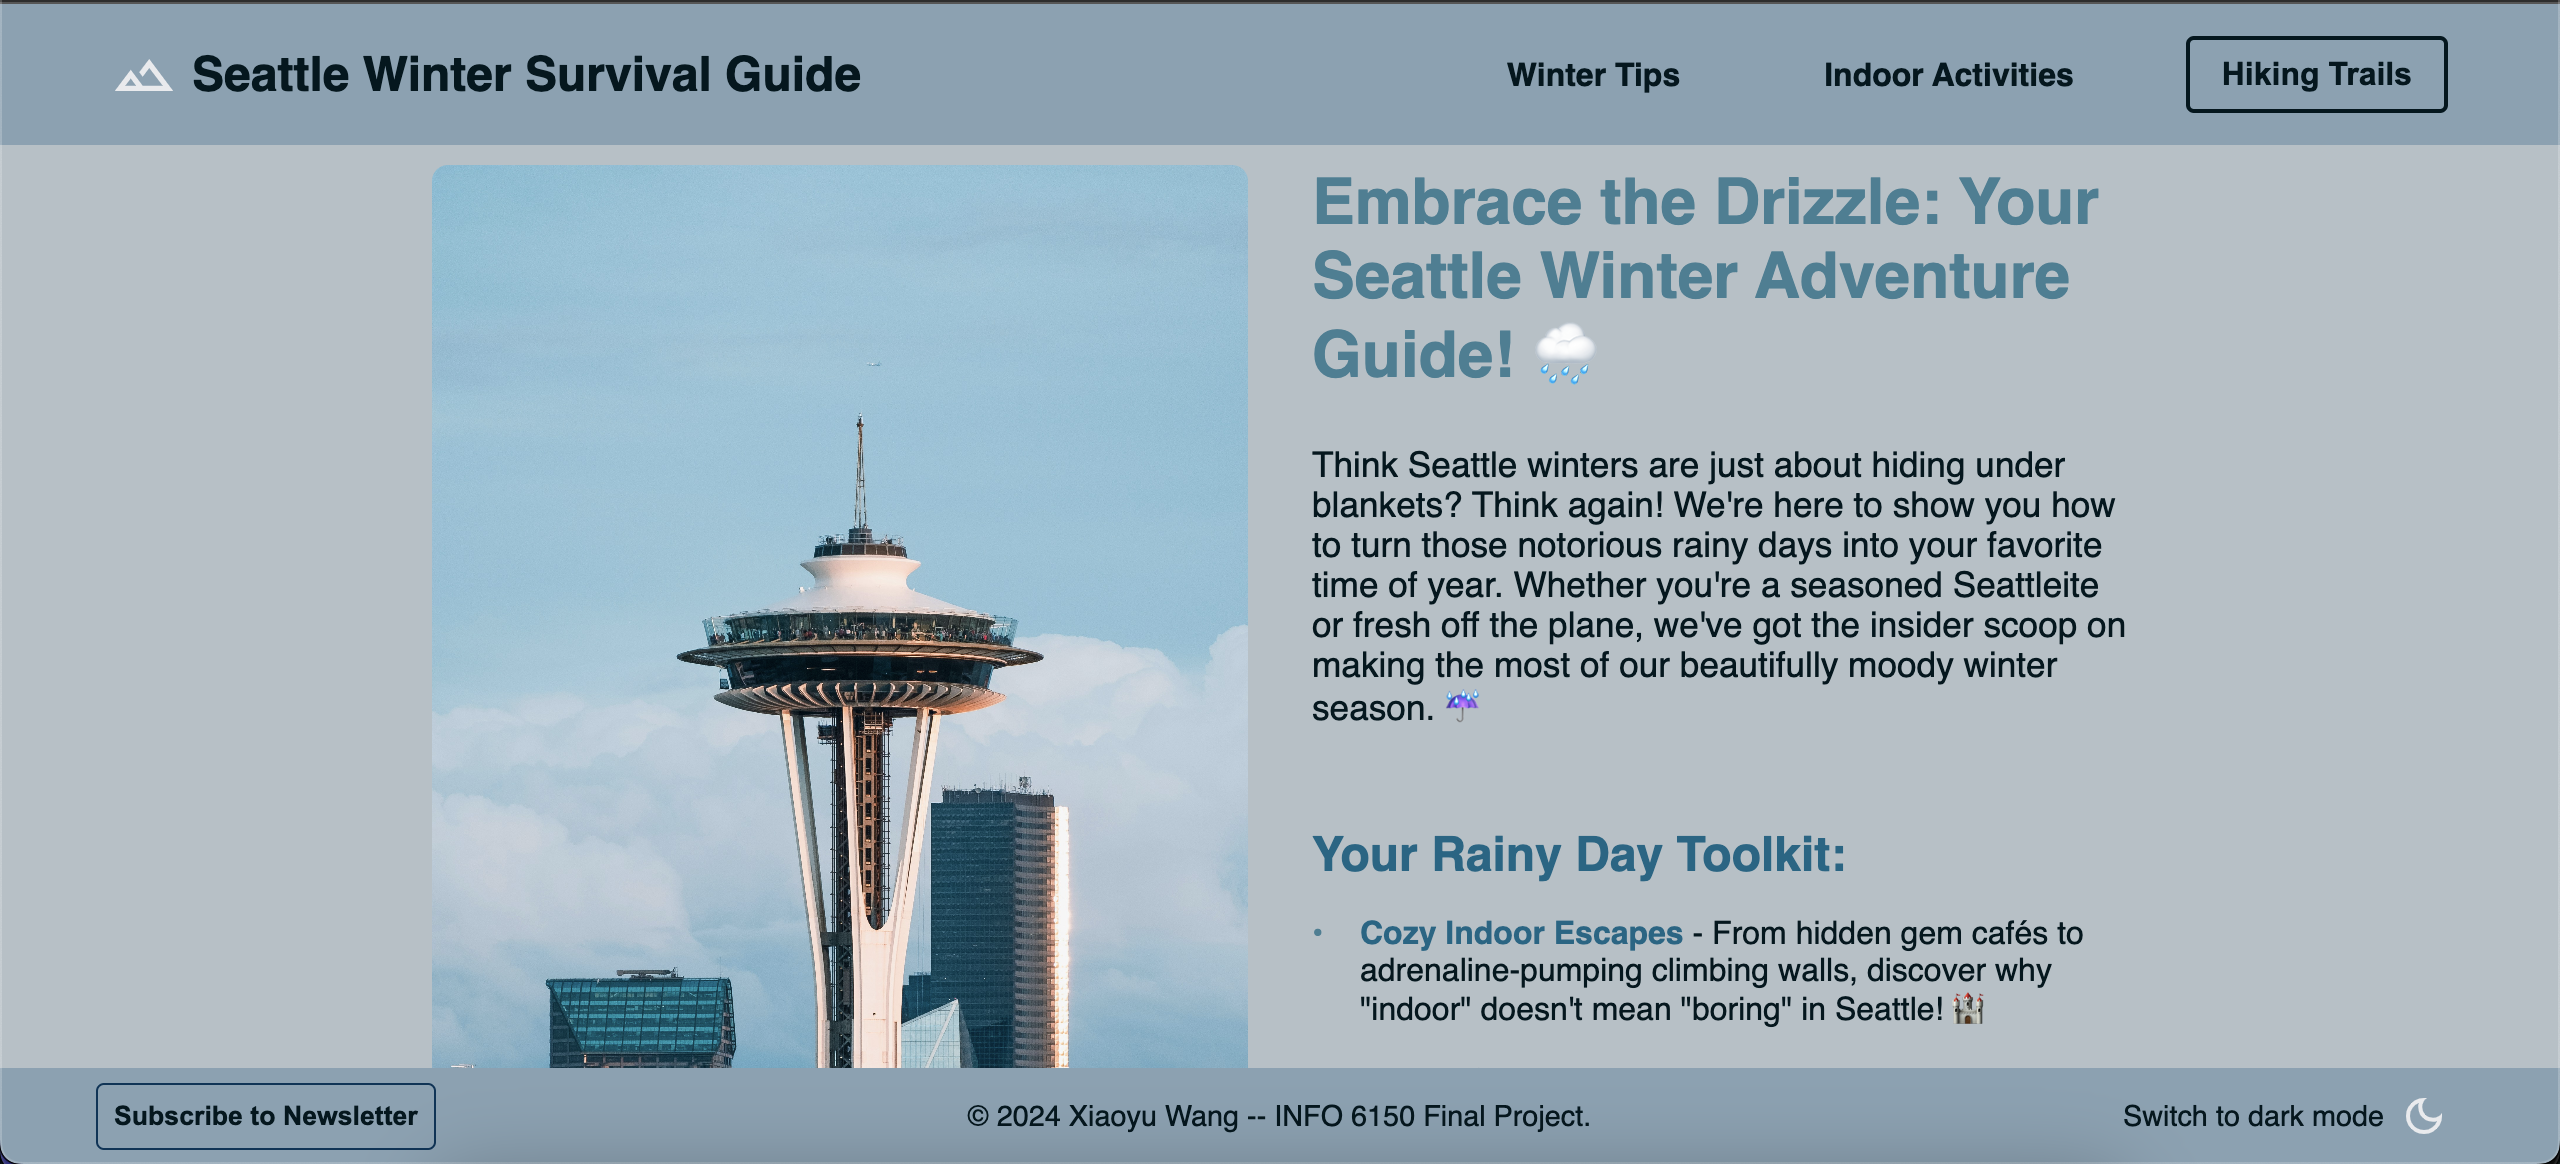 Seattle Winter Survival Guide
Winter Tips
Indoor Activities
Hiking Trails
Embrace the Drizzle: Your
Seattle Winter Adventure
Guide! 🌧️
Think Seattle winters are just about hiding under
blankets? Think again! We're here to show you how
to turn those notorious rainy days into your favorite
time of year. Whether you're a seasoned Seattleite
or fresh off the plane, we've got the insider scoop on
making the most of our beautifully moody winter
season. ☔
Your Rainy Day Toolkit:
• Cozy Indoor Escapes - From hidden gem cafés to
adrenaline-pumping climbing walls, discover why
"indoor" doesn't mean "boring" in Seattle! 🏰
Subscribe to Newsletter
© 2024 Xiaoyu Wang -- INFO 6150 Final Project.
Switch to dark mode